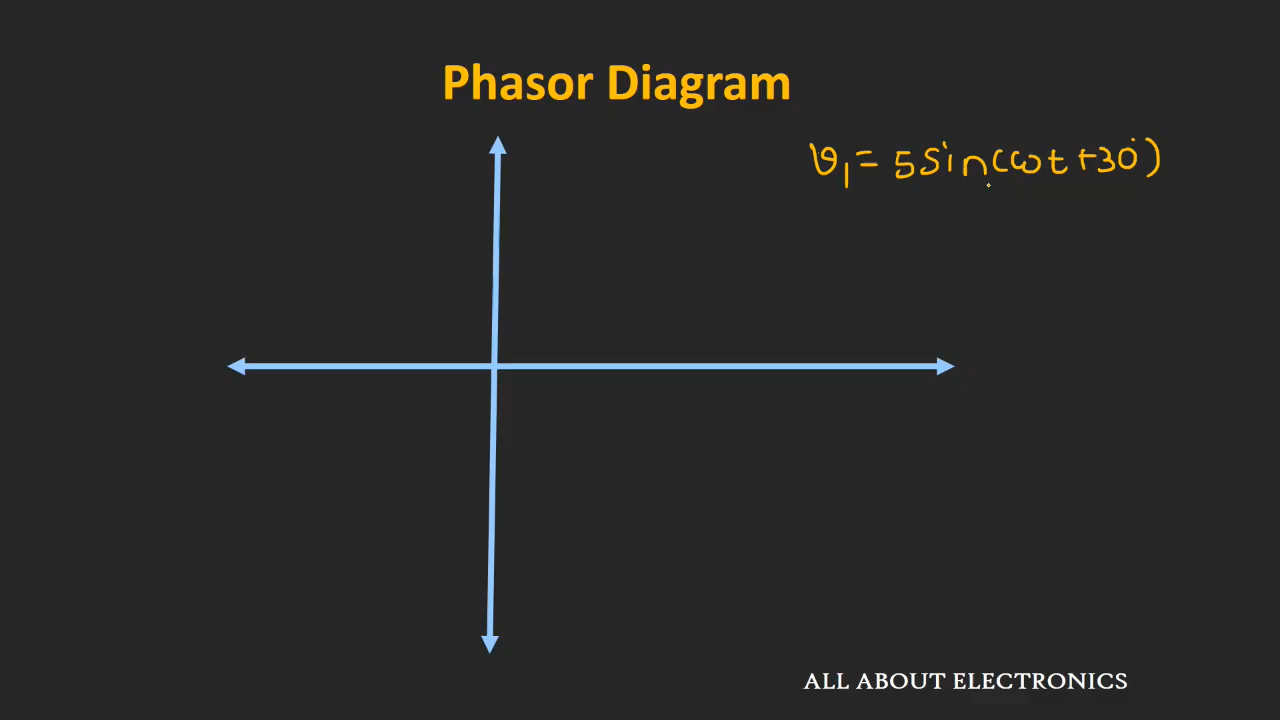 Phasor Diagram
v₁ = 5 sin(ωt + 30°)
ALL ABOUT ELECTRONICS